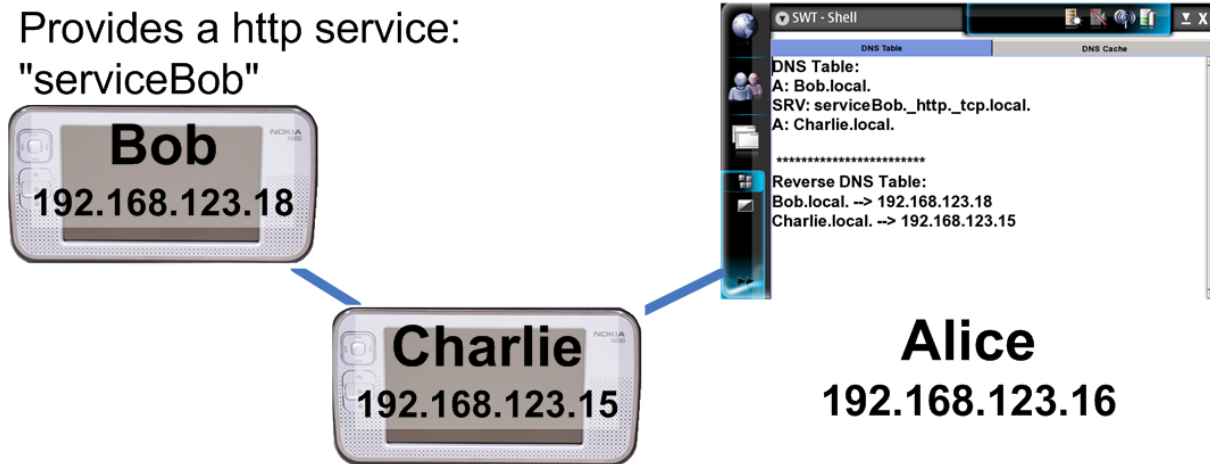 Provides a http service:
"serviceBob"
NOKIA
Bob
192.168.123.18
NOKIA
Charlie
192.168.123.15
SWT - Shell
DNS Table
DNS Cache
DNS Table:
A: Bob.local.
SRV: serviceBob._http._tcp.local.
A: Charlie.local.
*************************
Reverse DNS Table:
Bob.local. --> 192.168.123.18
Charlie.local. --> 192.168.123.15
Alice
192.168.123.16